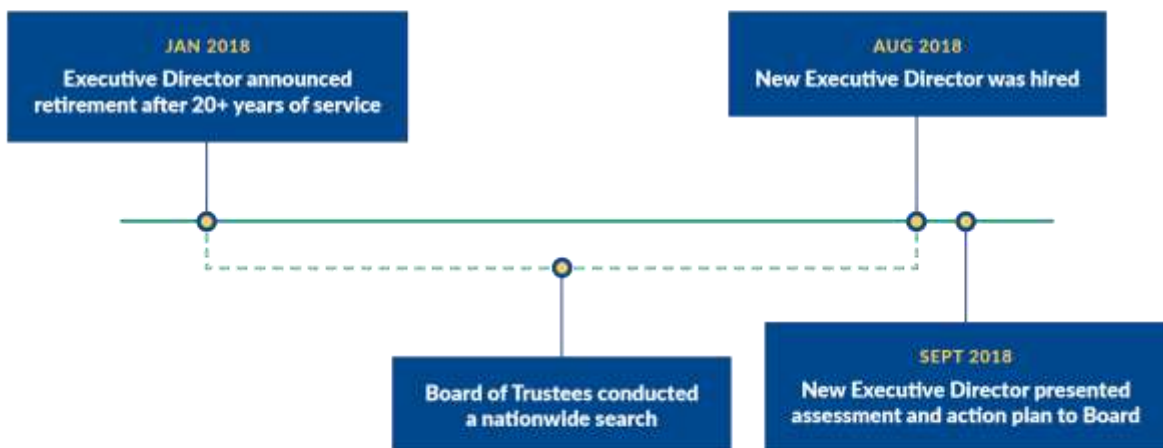 JAN 2018
Executive Director announced
retirement after 20+ years of service
AUG 2018
New Executive Director was hired
Board of Trustees conducted
a nationwide search
SEPT 2018
New Executive Director presented
assessment and action plan to Board